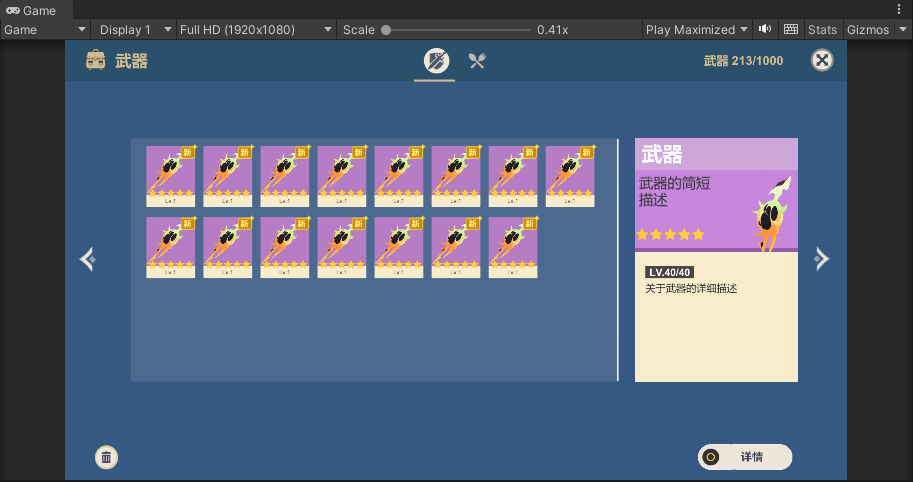 Game
Game
Display 1
Full HD (1920x1080)
Scale
0.41x
Play Maximized
Stats
Gizmos
武器
武器 213/1000
新 新 新 新 新 新 新 新
Lv.1 Lv.1 Lv.1 Lv.1 Lv.1 Lv.1 Lv.1 Lv.1
新 新 新 新 新 新 新
Lv.1 Lv.1 Lv.1 Lv.1 Lv.1 Lv.1 Lv.1
武器
武器的简短
描述
LV.40/40
关于武器的详细描述
详情